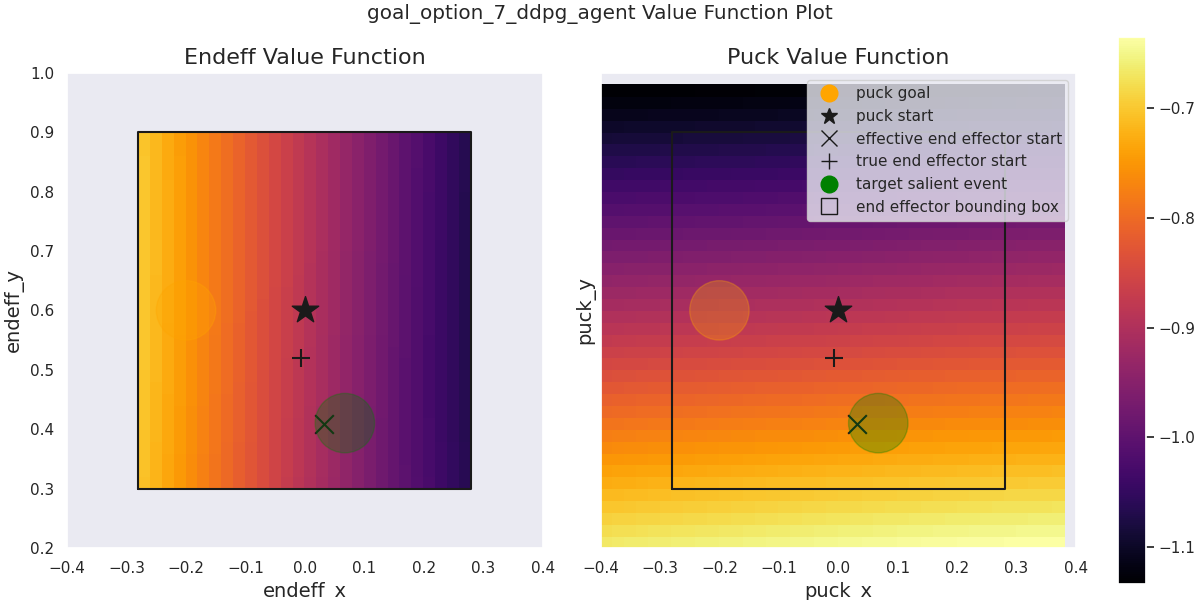 goal_option_7_ddpg_agent Value Function Plot
Endeff Value Function
1.0
0.9
0.8
0.7
0.6
0.5
0.4
0.3
0.2
endeff_y
−0.4 −0.3 −0.2 −0.1 0.0 0.1 0.2 0.3 0.4
endeff_x
Puck Value Function
puck goal
puck start
effective end effector start
true end effector start
target salient event
end effector bounding box
puck_y
−0.4 −0.3 −0.2 −0.1 0.0 0.1 0.2 0.3 0.4
puck_x
−0.7
−0.8
−0.9
−1.0
−1.1